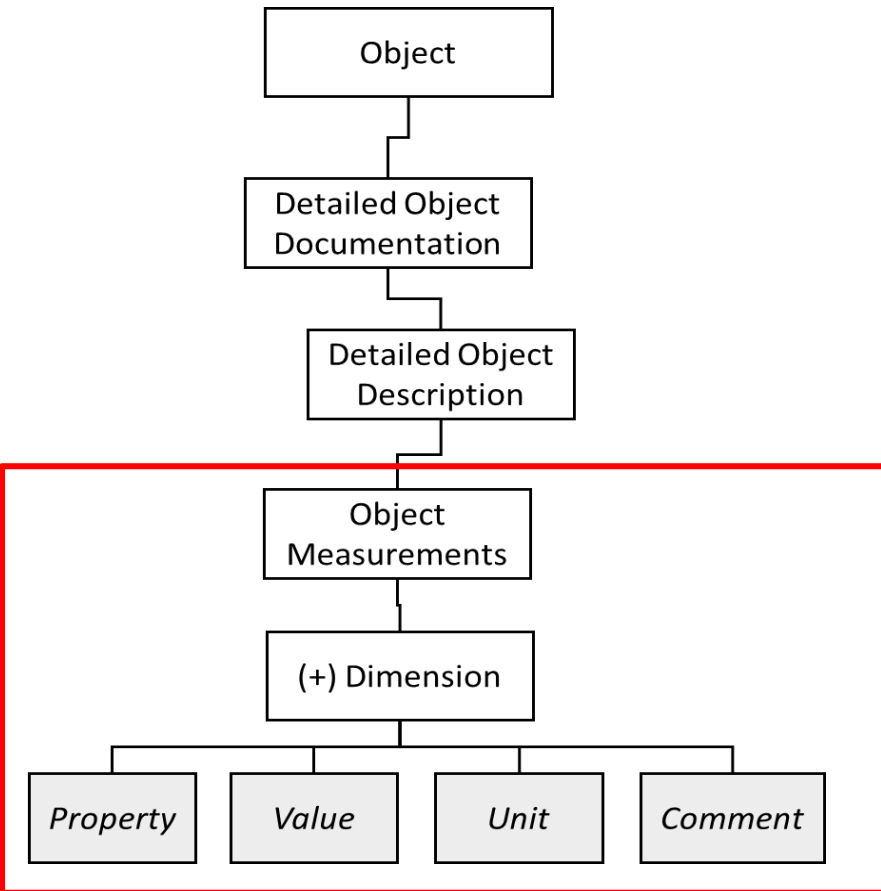 Object
Detailed Object
Documentation
Detailed Object
Description
Object
Measurements
(+) Dimension
Property
Value
Unit
Comment